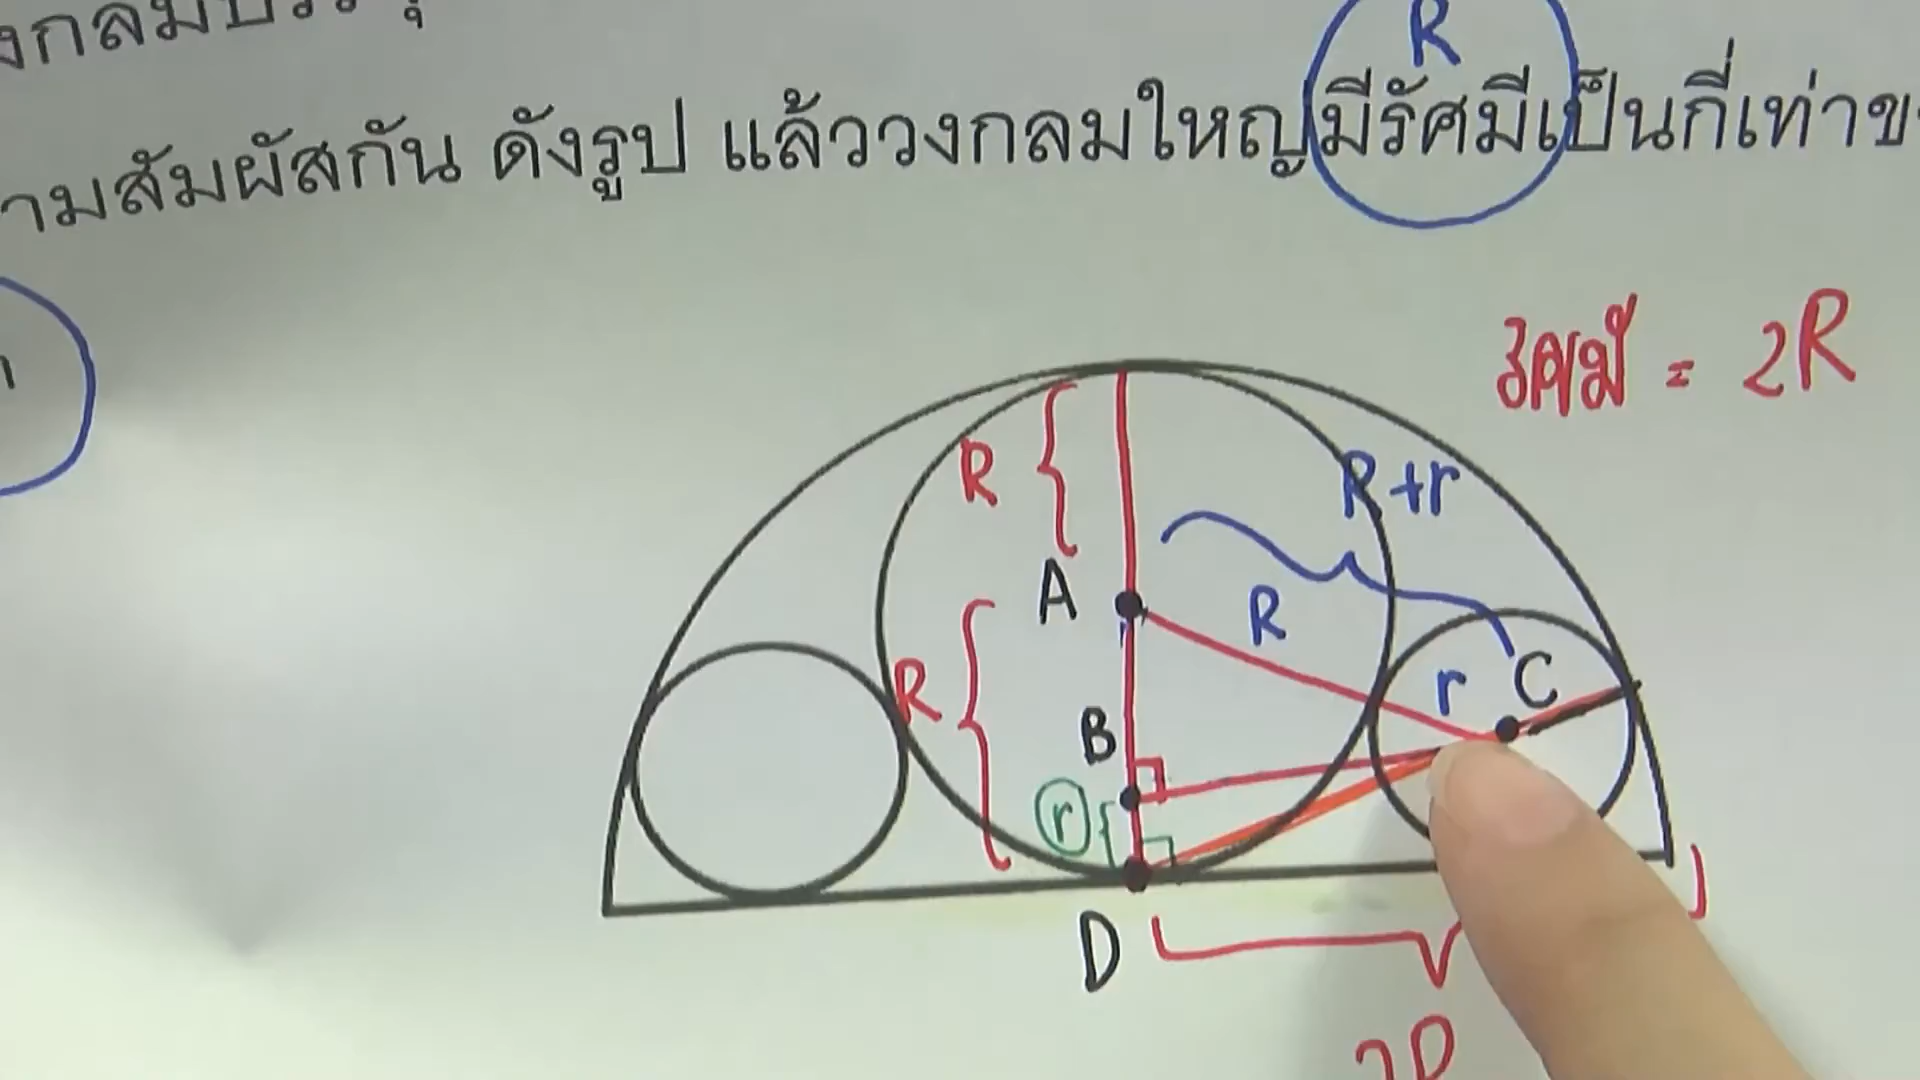 R
ามสัมผัสกัน ดังรูป แล้ววงกลมใหญ่มีรัศมีเป็นกี่เท่าข
รัศมี = 2R
R
R+r
A
R
R
r C
B
r
D
2R